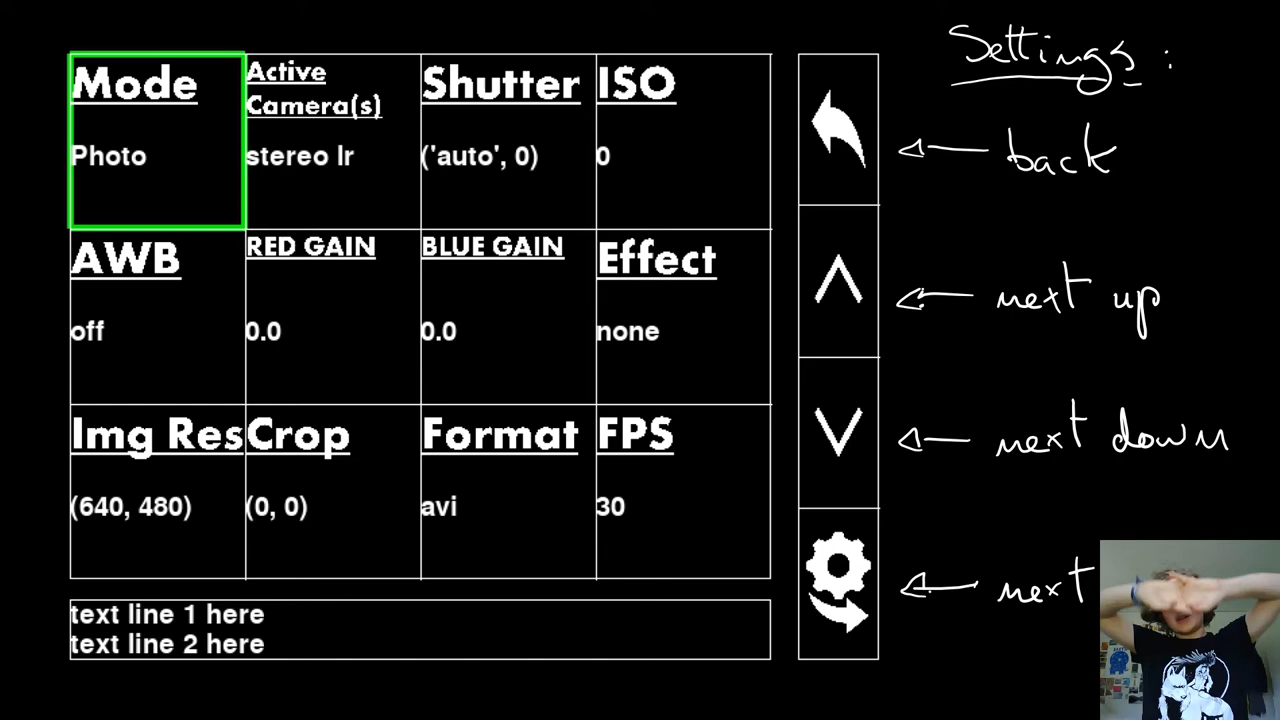 Settings :
Mode
Photo
Active
Camera(s)
stereo lr
Shutter
('auto', 0)
ISO
0
back
AWB
off
RED GAIN
0.0
BLUE GAIN
0.0
Effect
none
next up
Img Res
(640, 480)
Crop
(0, 0)
Format
avi
FPS
30
next down
next
text line 1 here
text line 2 here